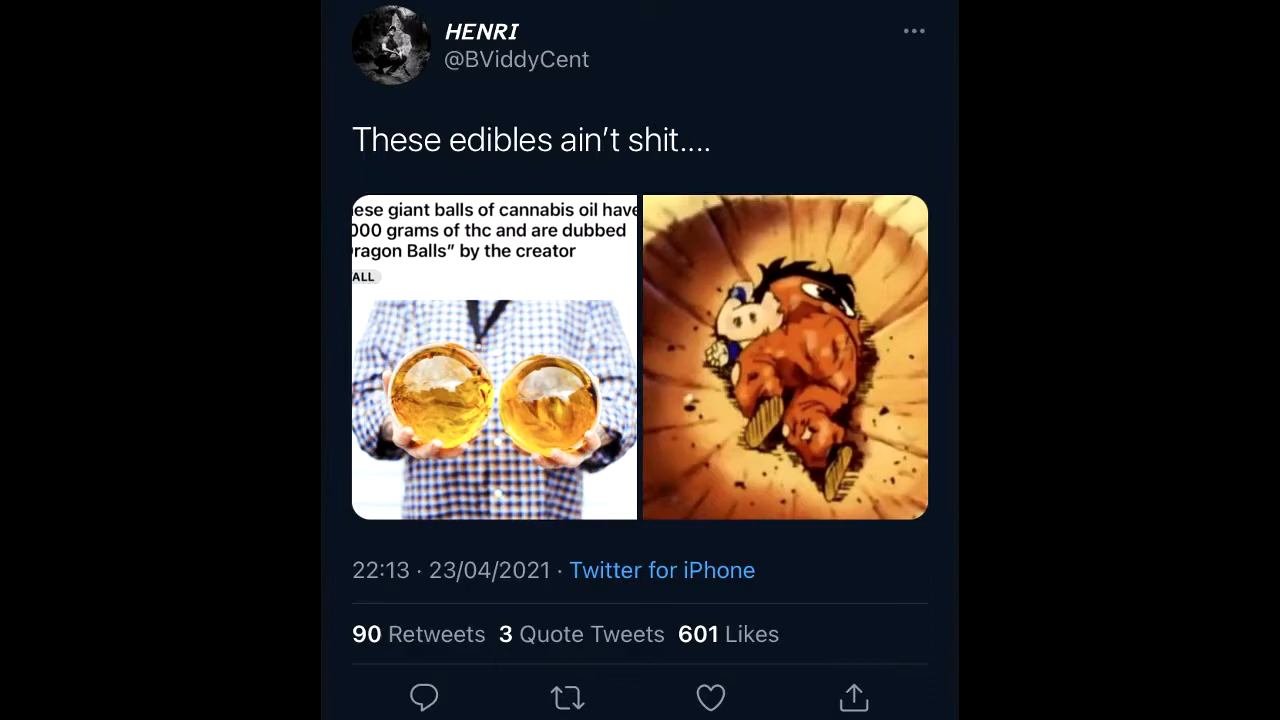 HENRI
@BViddyCent
These edibles ain't shit....
ese giant balls of cannabis oil have
000 grams of thc and are dubbed
ragon Balls” by the creator
ALL
22:13 · 23/04/2021 · Twitter for iPhone
90 Retweets 3 Quote Tweets 601 Likes